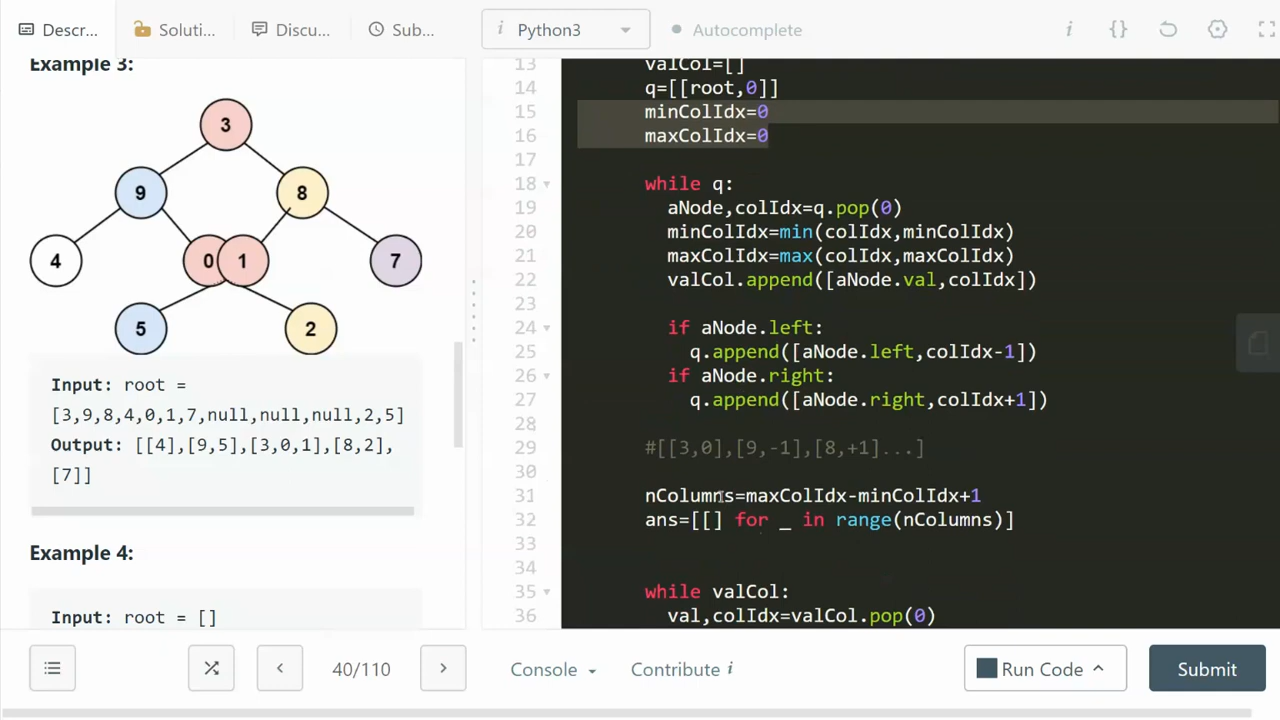 Descr...
Soluti...
Discu...
Sub...
i Python3
Autocomplete
i {}
Example 3:
3
9
8
4
0
1
7
5
2
Input: root =
[3,9,8,4,0,1,7,null,null,null,2,5]
Output: [[4],[9,5],[3,0,1],[8,2],
[7]]
Example 4:
Input: root = []
13 valCol=[]
14 q=[[root,0]]
15 minColIdx=0
16 maxColIdx=0
17
18 while q:
19 aNode,colIdx=q.pop(0)
20 minColIdx=min(colIdx,minColIdx)
21 maxColIdx=max(colIdx,maxColIdx)
22 valCol.append([aNode.val,colIdx])
23
24 if aNode.left:
25 q.append([aNode.left,colIdx-1])
26 if aNode.right:
27 q.append([aNode.right,colIdx+1])
28
29 #[[3,0],[9,-1],[8,+1]...]
30
31 nColumns=maxColIdx-minColIdx+1
32 ans=[[] for _ in range(nColumns)]
33
34
35 while valCol:
36 val,colIdx=valCol.pop(0)
40/110
Console
Contribute i
Run Code
Submit